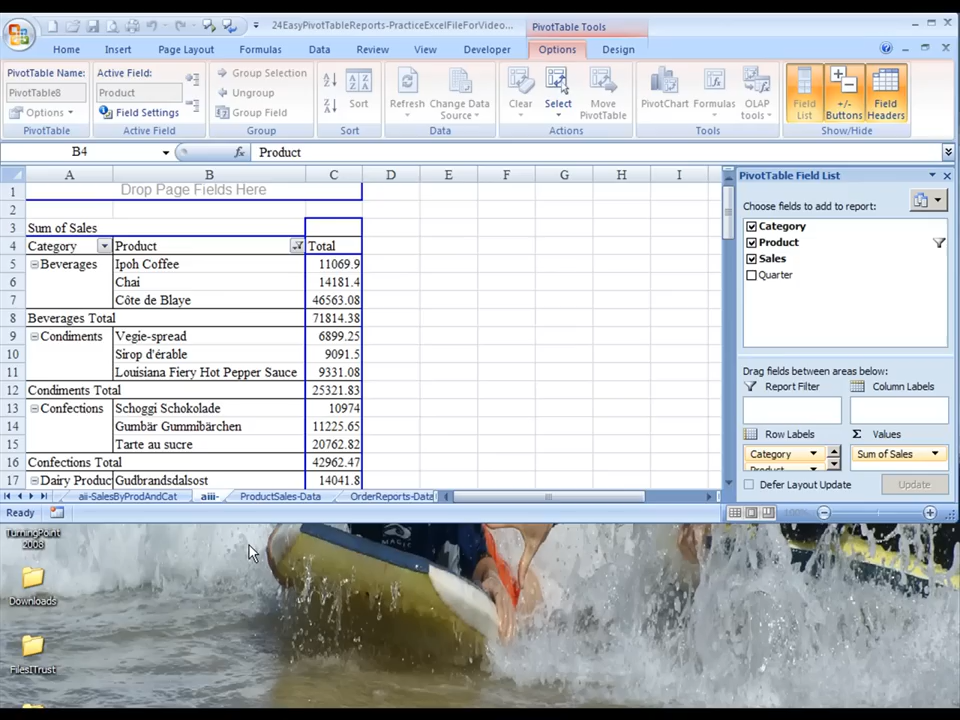 24EasyPivotTableReports-PracticeExcelFileForVideo...
PivotTable Tools
Home Insert Page Layout Formulas Data Review View Developer Options Design
PivotTable Name:
PivotTable8
Options
PivotTable
Active Field:
Product
Field Settings
Active Field
Group Selection
Ungroup
Group Field
Group
Sort
Sort
Refresh
Change Data Source
Data
Clear
Select
Move PivotTable
Actions
PivotChart
Formulas
OLAP tools
Tools
Field List
+/- Buttons
Field Headers
Show/Hide
B4 fx Product
A B C D E F G H I
1 Drop Page Fields Here
2
3 Sum of Sales
4 Category Product Total
5 Beverages Ipoh Coffee 11069.9
6 Chai 14181.4
7 Côte de Blaye 46563.08
8 Beverages Total 71814.38
9 Condiments Vegie-spread 6899.25
10 Sirop d'érable 9091.5
11 Louisiana Fiery Hot Pepper Sauce 9331.08
12 Condiments Total 25321.83
13 Confections Schoggi Schokolade 10974
14 Gumbär Gummibärchen 11225.65
15 Tarte au sucre 20762.82
16 Confections Total 42962.47
17 Dairy Produc Gudbrandsdalsost 14041.8
aii-SalesByProdAndCat aiii- ProductSales-Data OrderReports-Data
Ready
100%
PivotTable Field List
Choose fields to add to report:
Category
Product
Sales
Quarter
Drag fields between areas below:
Report Filter Column Labels
Row Labels Σ Values
Category Sum of Sales
Product
Defer Layout Update Update
TurningPoint
2008
Downloads
FilesITrust
MAGIC